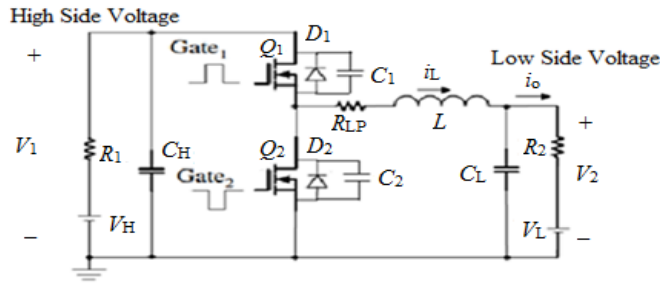 High Side Voltage
+
V1
−
R1
VH
CH
Gate1
Q1
D1
C1
Gate2
Q2
D2
C2
RLP
iL
L
Low Side Voltage
io
CL
R2
VL
+
V2
−